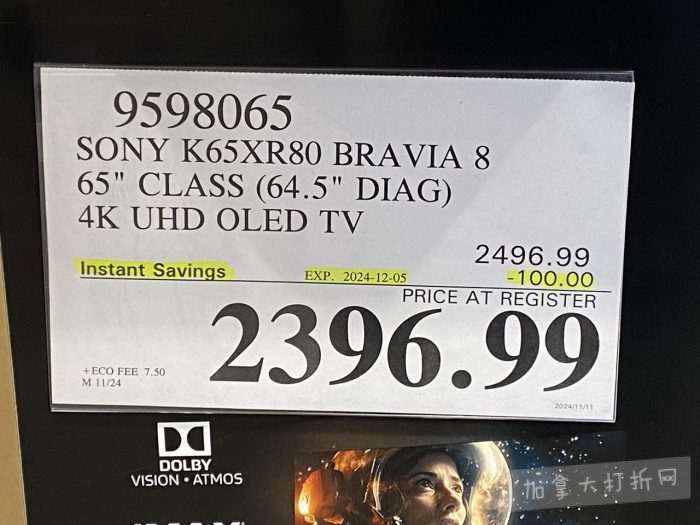 9598065
SONY K65XR80 BRAVIA 8
65" CLASS (64.5" DIAG)
4K UHD OLED TV
2496.99
Instant Savings EXP. 2024-12-05 -100.00
PRICE AT REGISTER
2396.99
+ECO FEE 7.50
M 11/24
2024/11/11
DOLBY
VISION • ATMOS
加拿大打折网